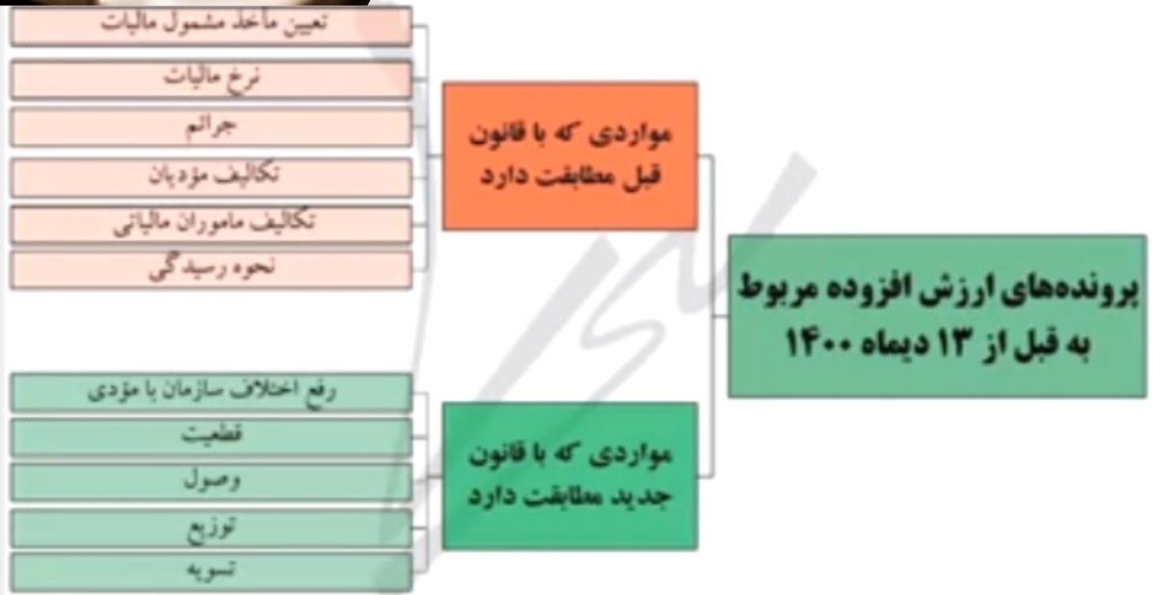 پرونده‌های ارزش افزوده مربوط
به قبل از ۱۳ دیماه ۱۴۰۰
مواردی که با قانون
قبل مطابقت دارد
تعیین مأخذ مشمول مالیات
نرخ مالیات
جرائم
تکالیف مؤدیان
تکالیف ماموران مالیاتی
نحوه رسیدگی
مواردی که با قانون
جدید مطابقت دارد
رفع اختلاف سازمان با مؤدی
قطعیت
وصول
توزیع
تسویه